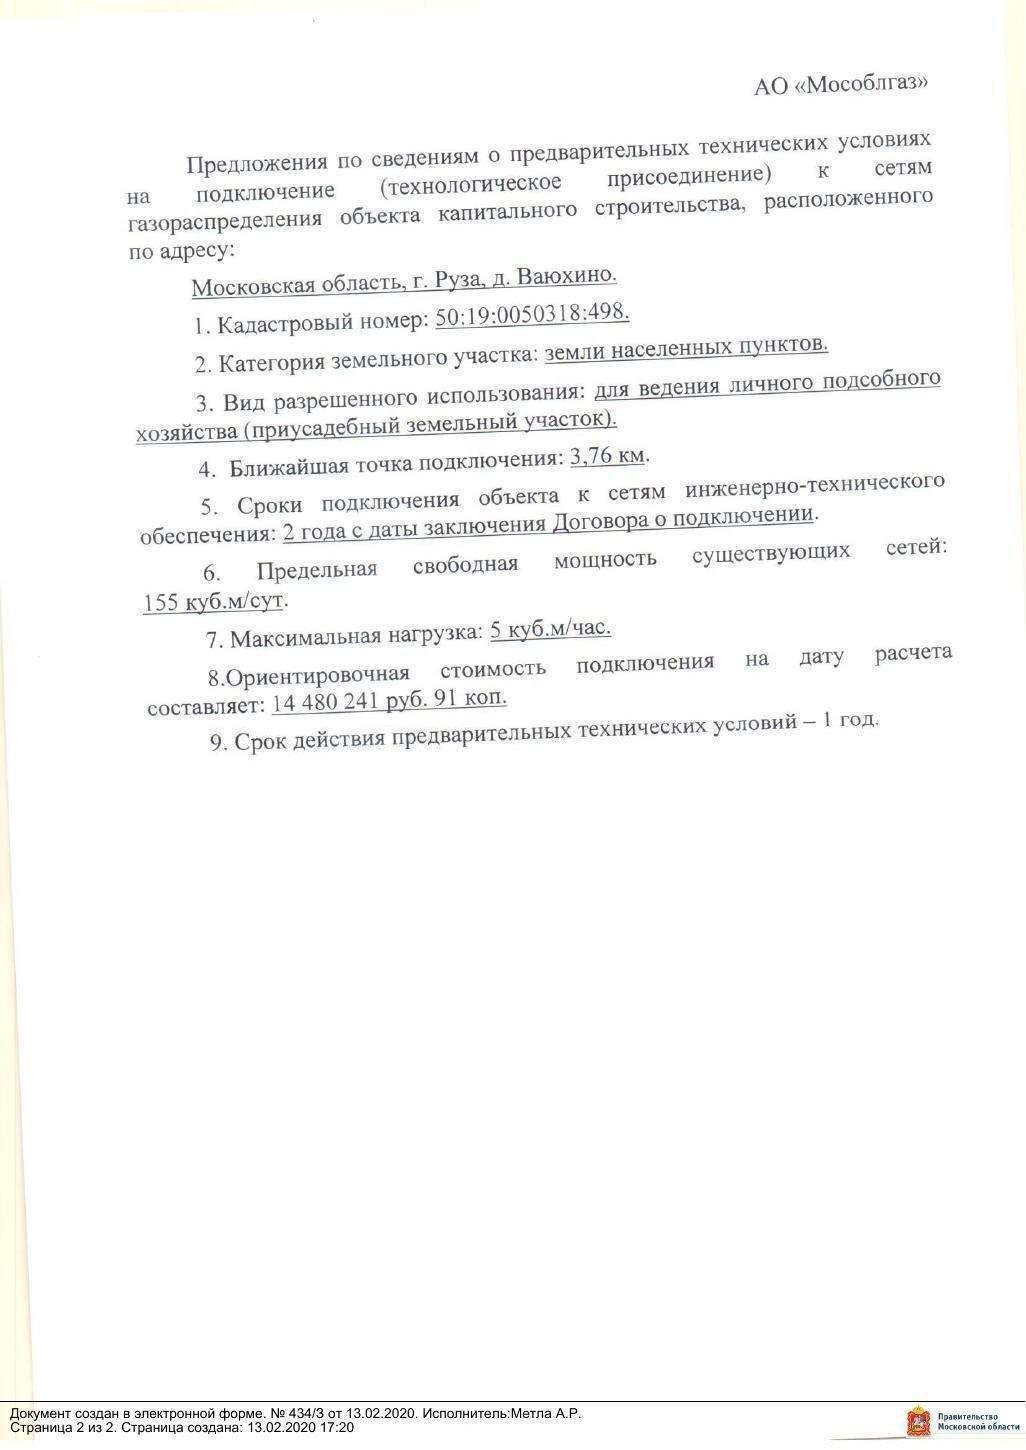 АО «Мособлгаз»
Предложения по сведениям о предварительных технических условиях
на подключение (технологическое присоединение) к сетям
газораспределения объекта капитального строительства, расположенного
по адресу:
Московская область, г. Руза, д. Ваюхино.
1. Кадастровый номер: 50:19:0050318:498.
2. Категория земельного участка: земли населенных пунктов.
3. Вид разрешенного использования: для ведения личного подсобного
хозяйства (приусадебный земельный участок).
4. Ближайшая точка подключения: 3,76 км.
5. Сроки подключения объекта к сетям инженерно-технического
обеспечения: 2 года с даты заключения Договора о подключении.
6. Предельная свободная мощность существующих сетей:
155 куб.м/сут.
7. Максимальная нагрузка: 5 куб.м/час.
8.Ориентировочная стоимость подключения на дату расчета
составляет: 14 480 241 руб. 91 коп.
9. Срок действия предварительных технических условий – 1 год.
Документ создан в электронной форме. № 434/3 от 13.02.2020. Исполнитель:Метла А.Р.
Страница 2 из 2. Страница создана: 13.02.2020 17:20
Правительство
Московской области